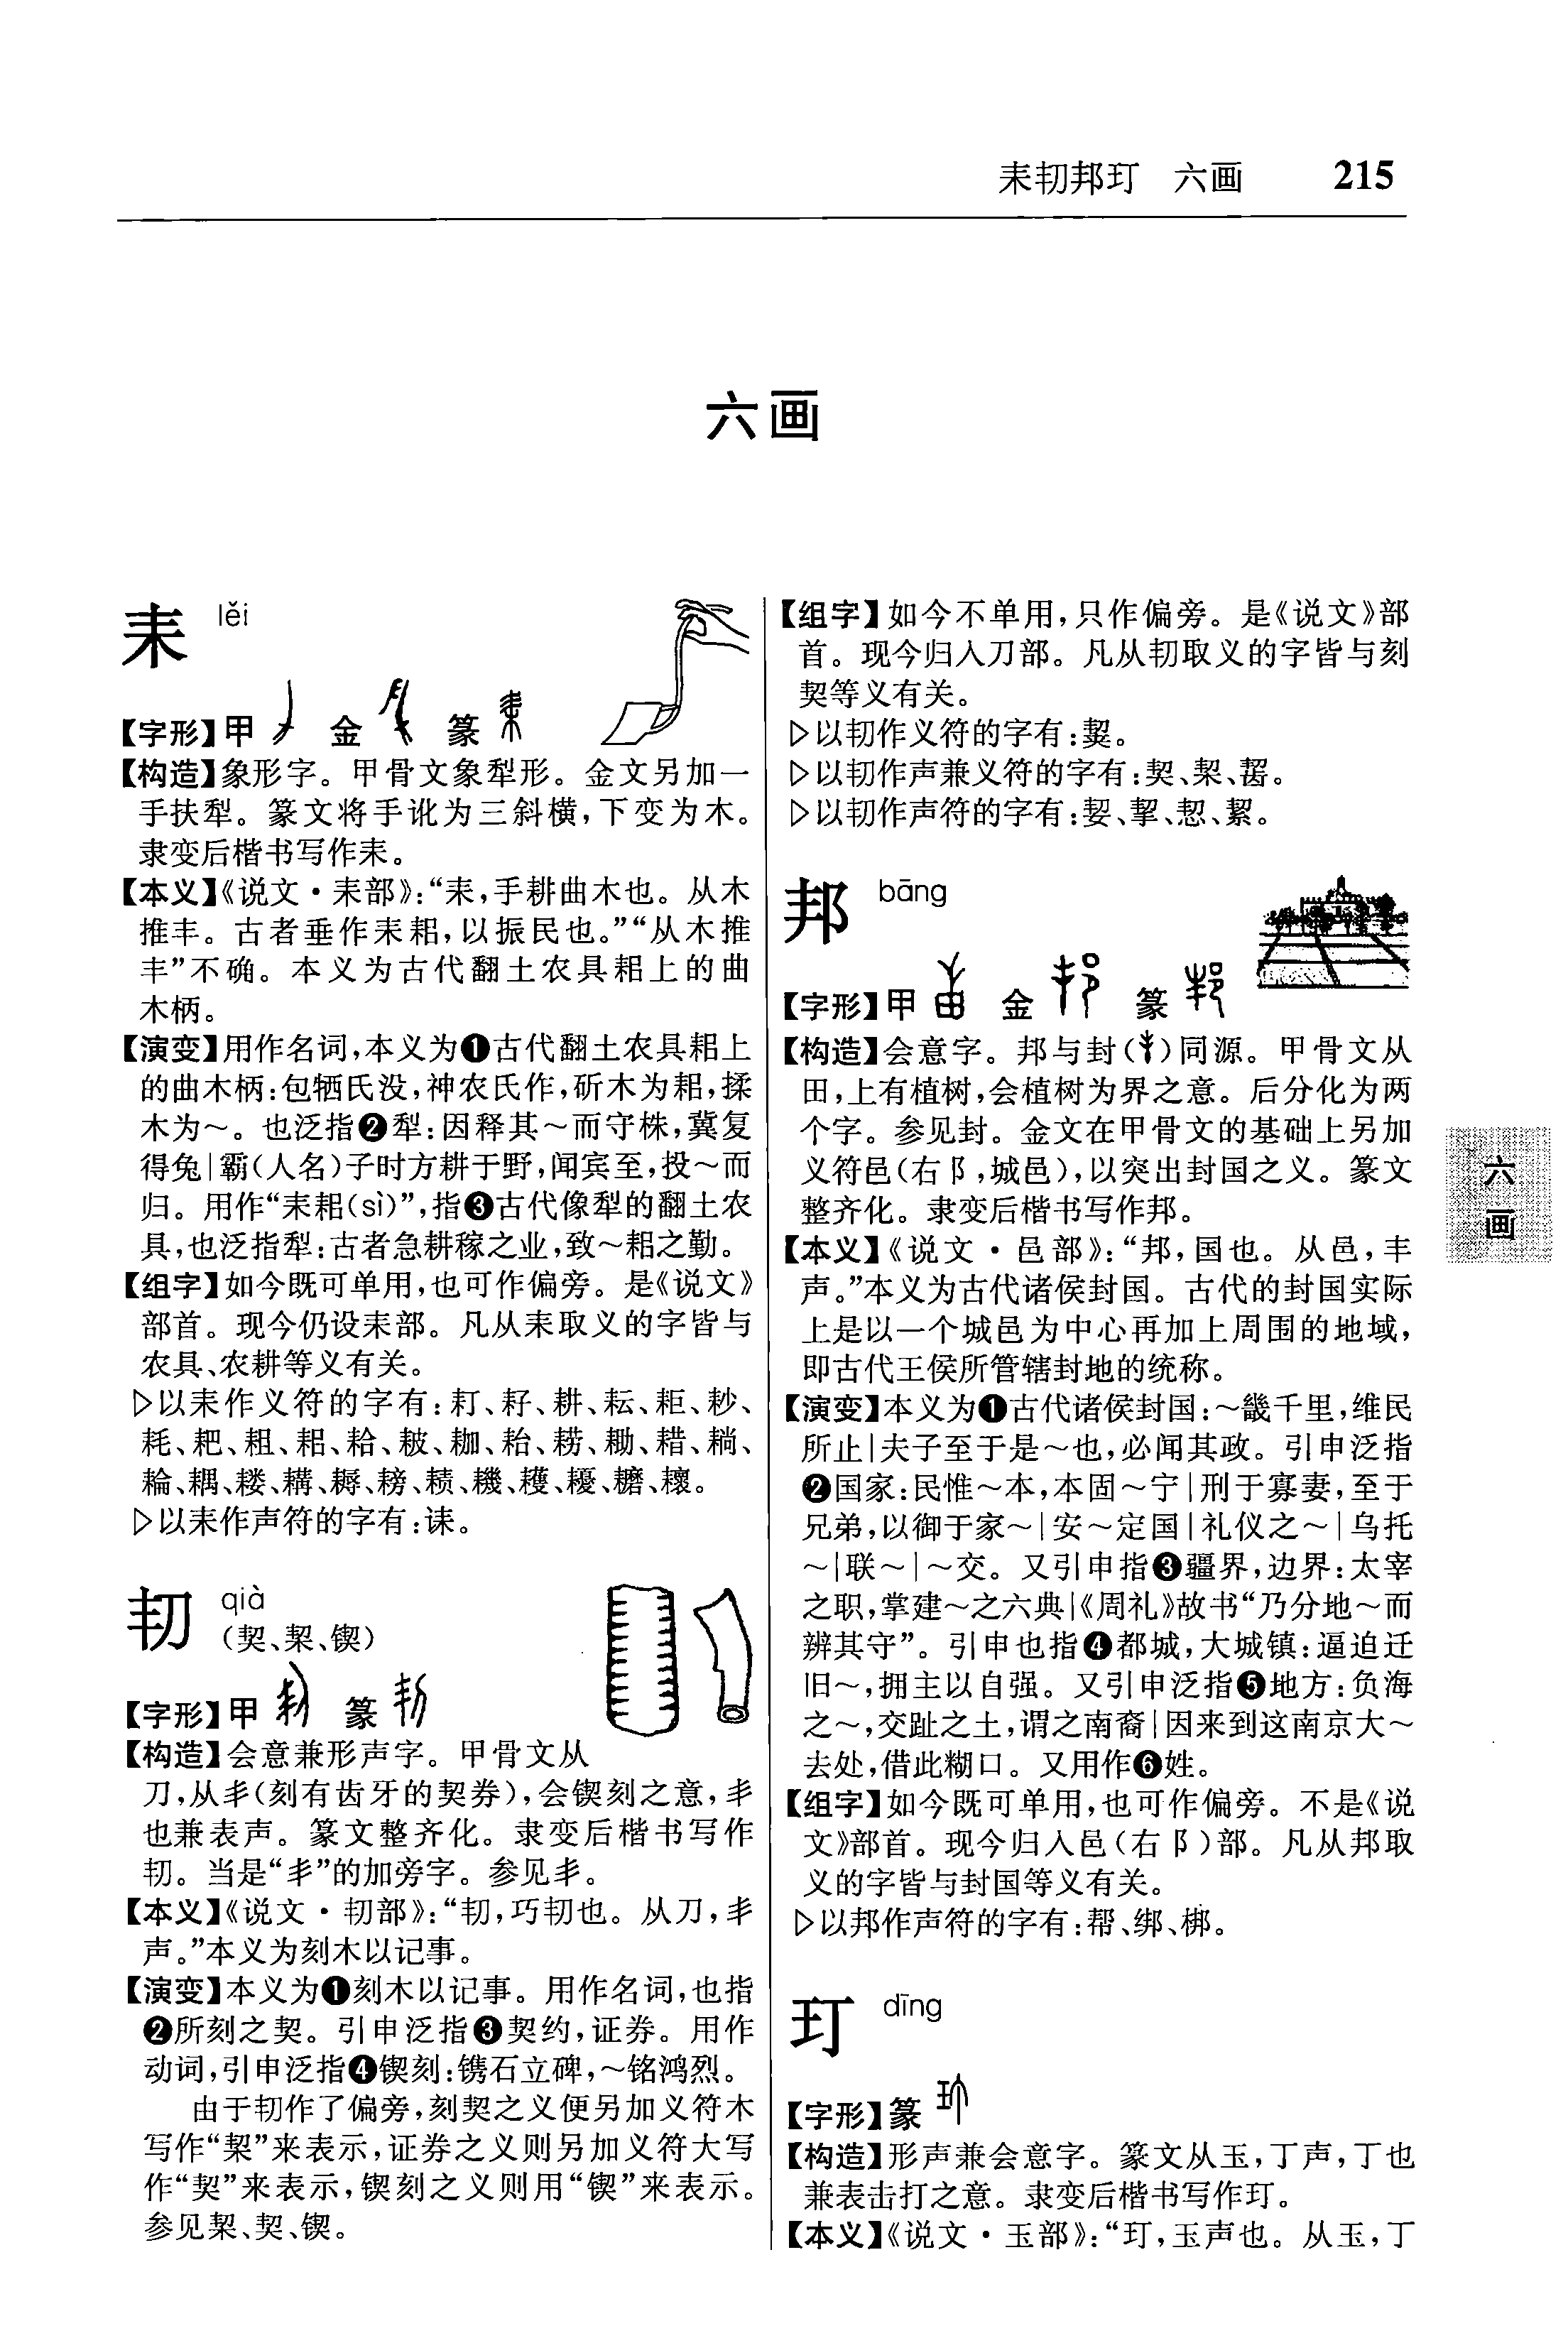 耒㓞邦玎　六画　215
六画
耒 lěi
【字形】甲 金 篆
【构造】象形字。甲骨文象犁形。金文另加一
手扶犁。篆文将手讹为三斜横,下变为木。
隶变后楷书写作耒。
【本义】《说文·耒部》:“耒,手耕曲木也。从木
推丰。古者垂作耒耜,以振民也。”“从木推
丰”不确。本义为古代翻土农具耜上的曲
木柄。
【演变】用作名词,本义为❶古代翻土农具耜上
的曲木柄:包牺氏没,神农氏作,斫木为耜,揉
木为～。也泛指❷犁:因释其～而守株,冀复
得兔|霸(人名)子时方耕于野,闻宾至,投～而
归。用作“耒耜(sì)”,指❸古代像犁的翻土农
具,也泛指犁:古者急耕稼之业,致～耜之勤。
【组字】如今既可单用,也可作偏旁。是《说文》
部首。现今仍设耒部。凡从耒取义的字皆与
农具、农耕等义有关。
▷以耒作义符的字有:耓、耔、耕、耘、耟、耖、
耗、耙、耝、耜、耠、耚、耞、耛、耢、耡、耤、耥、
耣、耦、耧、耩、耨、耪、䎱、耭、耯、耰、耱、耲。
▷以耒作声符的字有:诔。
㓞 qià
(契、栔、锲)
【字形】甲 篆
【构造】会意兼形声字。甲骨文从
刀,从丯(刻有齿牙的契券),会锲刻之意,丯
也兼表声。篆文整齐化。隶变后楷书写作
㓞。当是“丯”的加旁字。参见丯。
【本义】《说文·㓞部》:“㓞,巧㓞也。从刀,丯
声。”本义为刻木以记事。
【演变】本义为❶刻木以记事。用作名词,也指
❷所刻之契。引申泛指❸契约,证券。用作
动词,引申泛指❹锲刻:镌石立碑,～铭鸿烈。
由于㓞作了偏旁,刻契之义便另加义符木
写作“栔”来表示,证券之义则另加义符大写
作“契”来表示,锲刻之义则用“锲”来表示。
参见栔、契、锲。
【组字】如今不单用,只作偏旁。是《说文》部
首。现今归入刀部。凡从㓞取义的字皆与刻
契等义有关。
▷以㓞作义符的字有:。
▷以㓞作声兼义符的字有:契、栔、。
▷以㓞作声符的字有:㛃、挈、恝、絜。
邦 bāng
【字形】甲 金 篆
【构造】会意字。邦与封()同源。甲骨文从
田,上有植树,会植树为界之意。后分化为两
个字。参见封。金文在甲骨文的基础上另加
义符邑(右阝,城邑),以突出封国之义。篆文
整齐化。隶变后楷书写作邦。
【本义】《说文·邑部》:“邦,国也。从邑,丰
声。”本义为古代诸侯封国。古代的封国实际
上是以一个城邑为中心再加上周围的地域,
即古代王侯所管辖封地的统称。
【演变】本义为❶古代诸侯封国:～畿千里,维民
所止|夫子至于是～也,必闻其政。引申泛指
❷国家:民惟～本,本固～宁|刑于寡妻,至于
兄弟,以御于家～|安～定国|礼仪之～|乌托
～|联～|～交。又引申指❸疆界,边界:太宰
之职,掌建～之六典|《周礼》故书“乃分地～而
辨其守”。引申也指❹都城,大城镇:逼迫迁
旧～,拥主以自强。又引申泛指❺地方:负海
之～,交趾之土,谓之南裔|因来到这南京大～
去处,借此糊口。又用作❻姓。
【组字】如今既可单用,也可作偏旁。不是《说
文》部首。现今归入邑(右阝)部。凡从邦取
义的字皆与封国等义有关。
▷以邦作声符的字有:帮、绑、梆。
玎 dīng
【字形】篆
【构造】形声兼会意字。篆文从玉,丁声,丁也
兼表击打之意。隶变后楷书写作玎。
【本义】《说文·玉部》:“玎,玉声也。从玉,丁
六
画